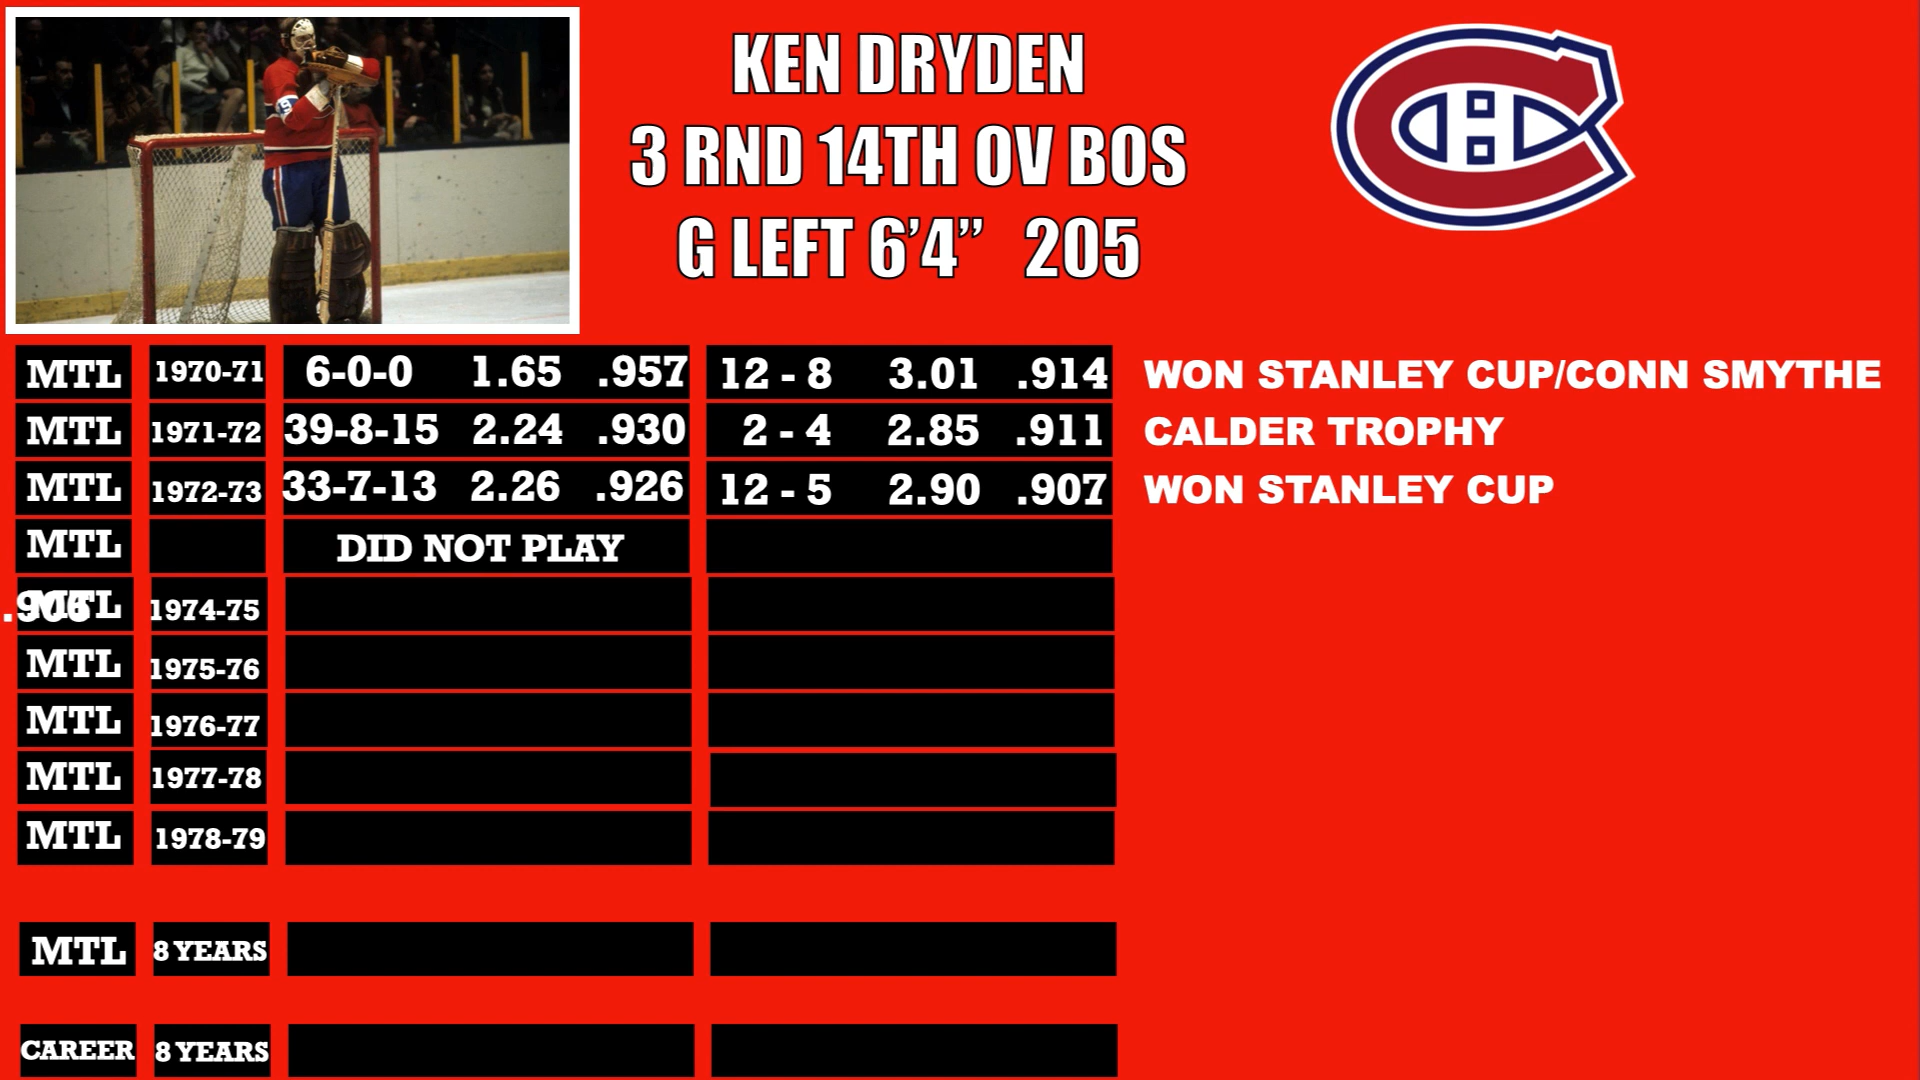 KEN DRYDEN
3 RND 14TH OV BOS
G LEFT 6’4” 205
MTL 1970-71 6-0-0 1.65 .957 12 - 8 3.01 .914 WON STANLEY CUP/CONN SMYTHE
MTL 1971-72 39-8-15 2.24 .930 2 - 4 2.85 .911 CALDER TROPHY
MTL 1972-73 33-7-13 2.26 .926 12 - 5 2.90 .907 WON STANLEY CUP
MTL DID NOT PLAY
MTL 1974-75
MTL 1975-76
MTL 1976-77
MTL 1977-78
MTL 1978-79
MTL 8 YEARS
CAREER 8 YEARS